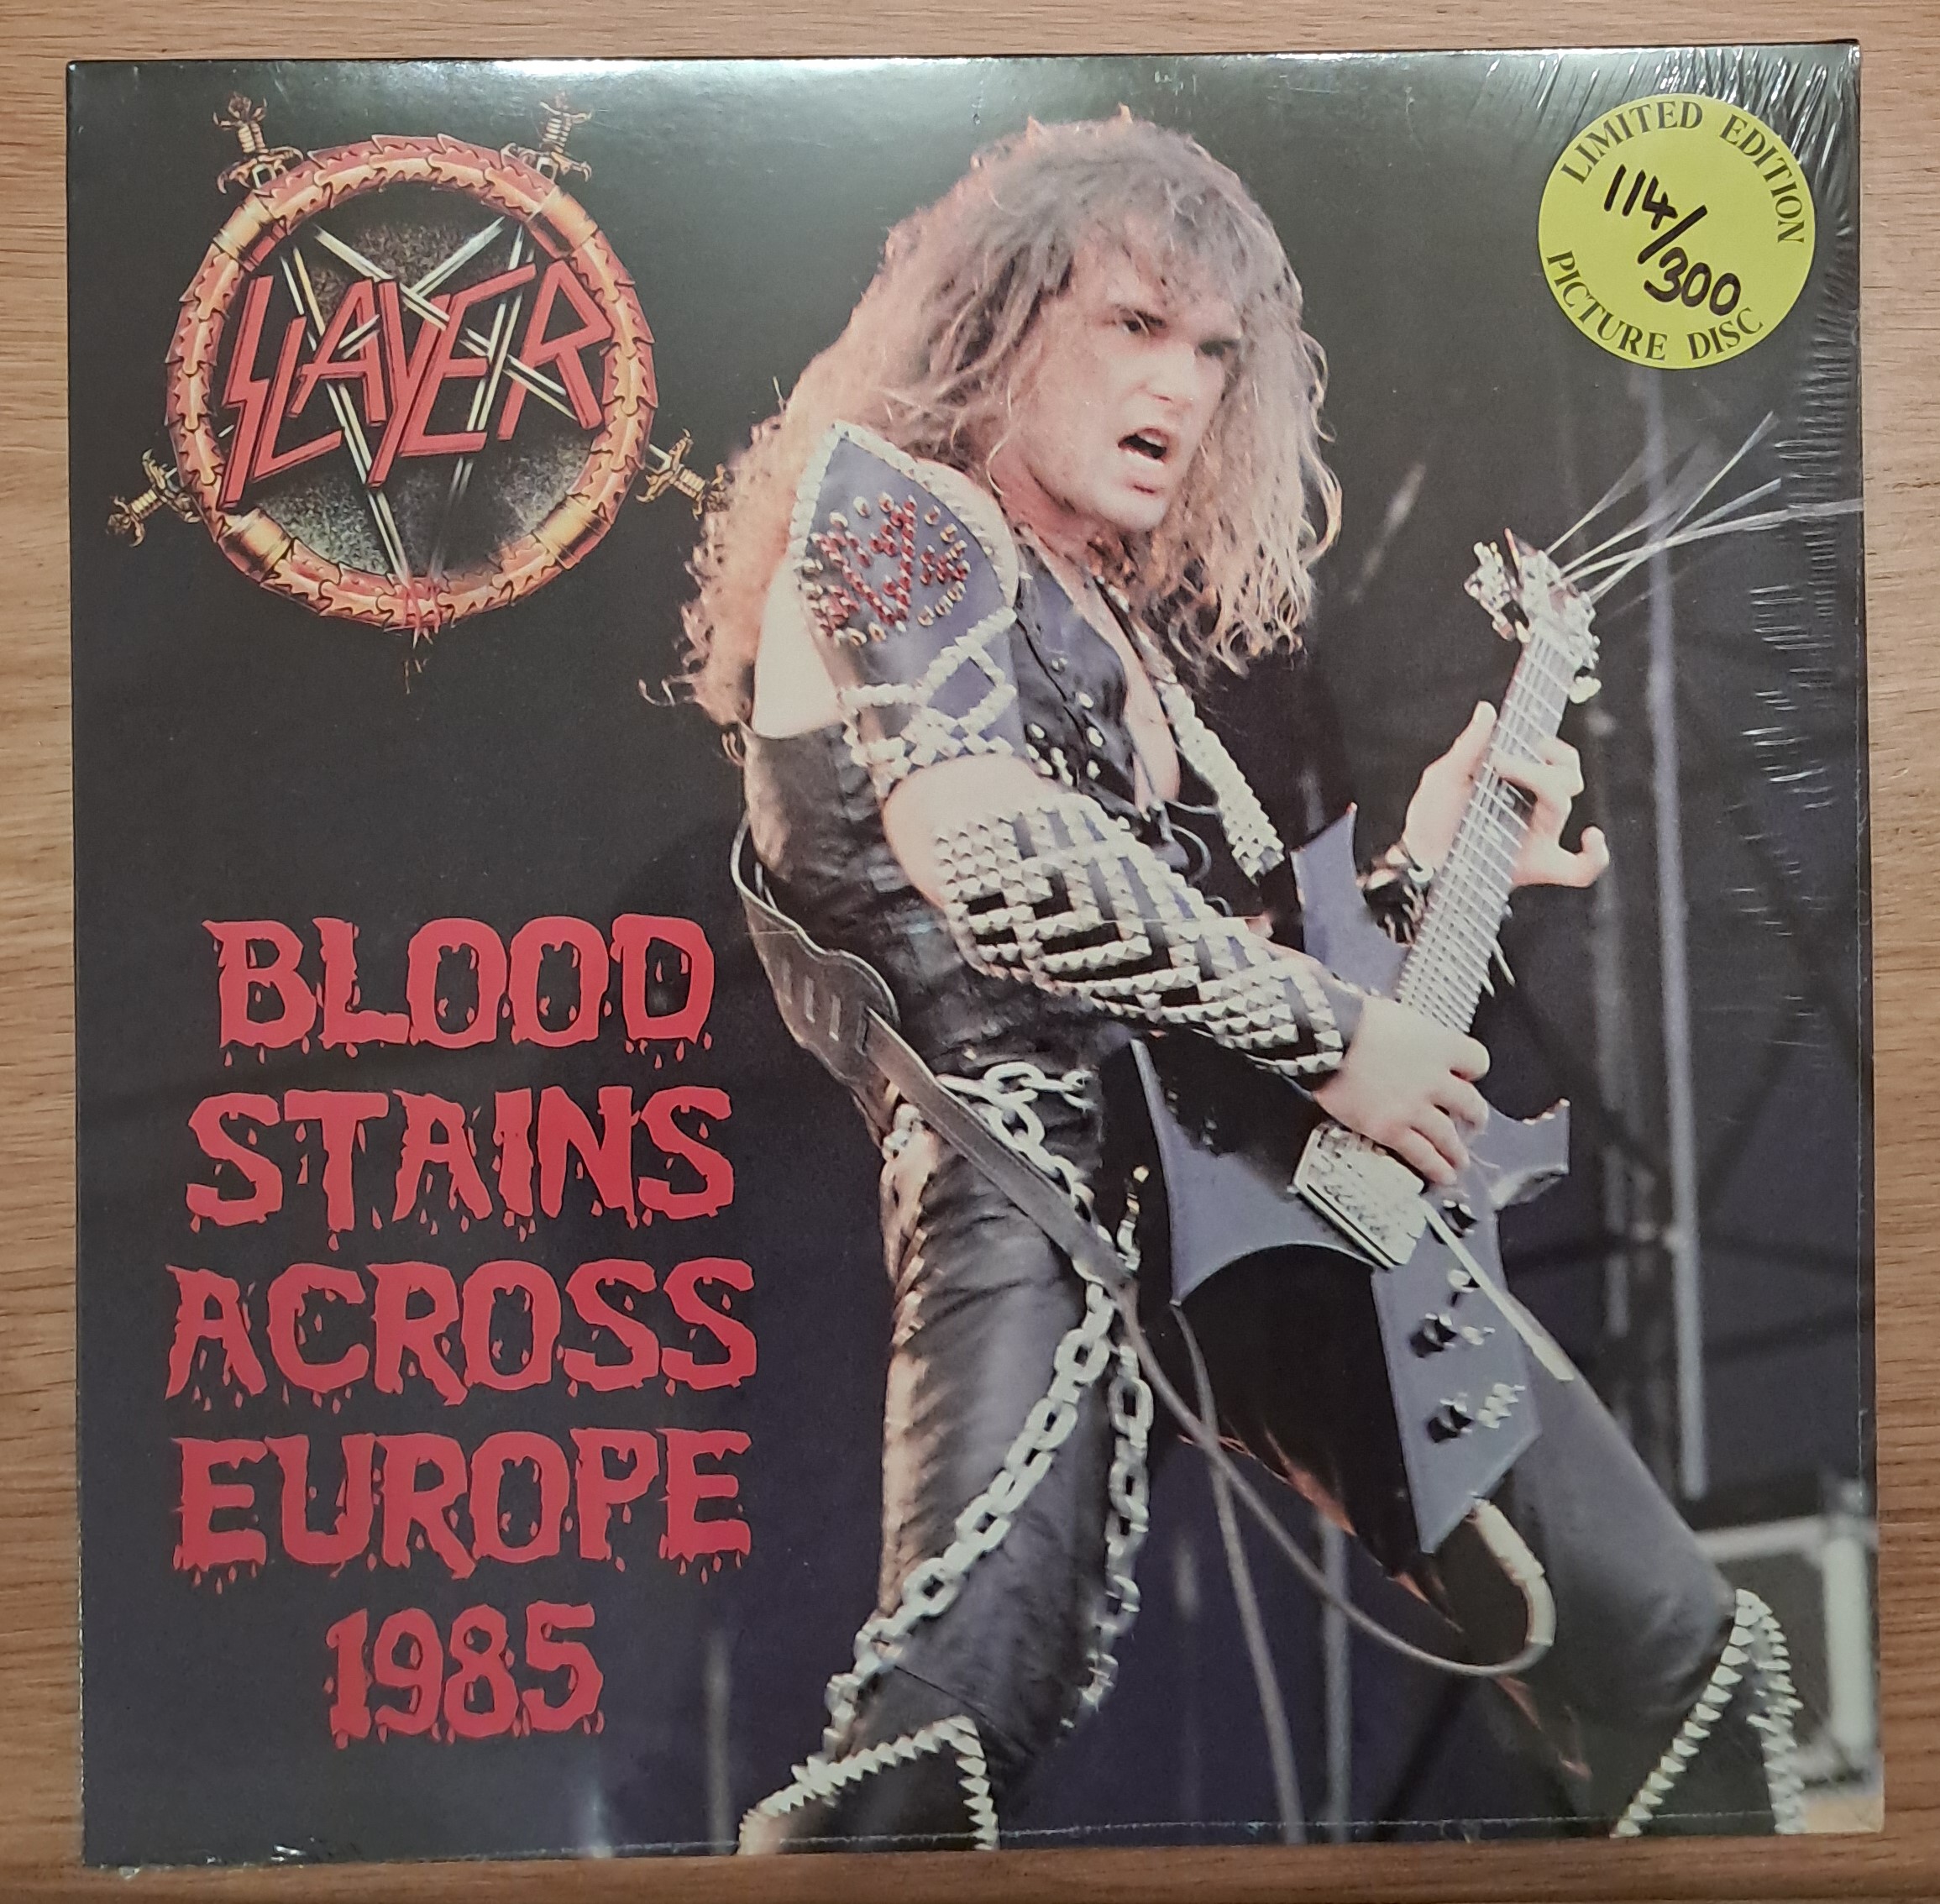 SLAYER
LIMITED EDITION
114/300
PICTURE DISC
BLOOD
STAINS
ACROSS
EUROPE
1985